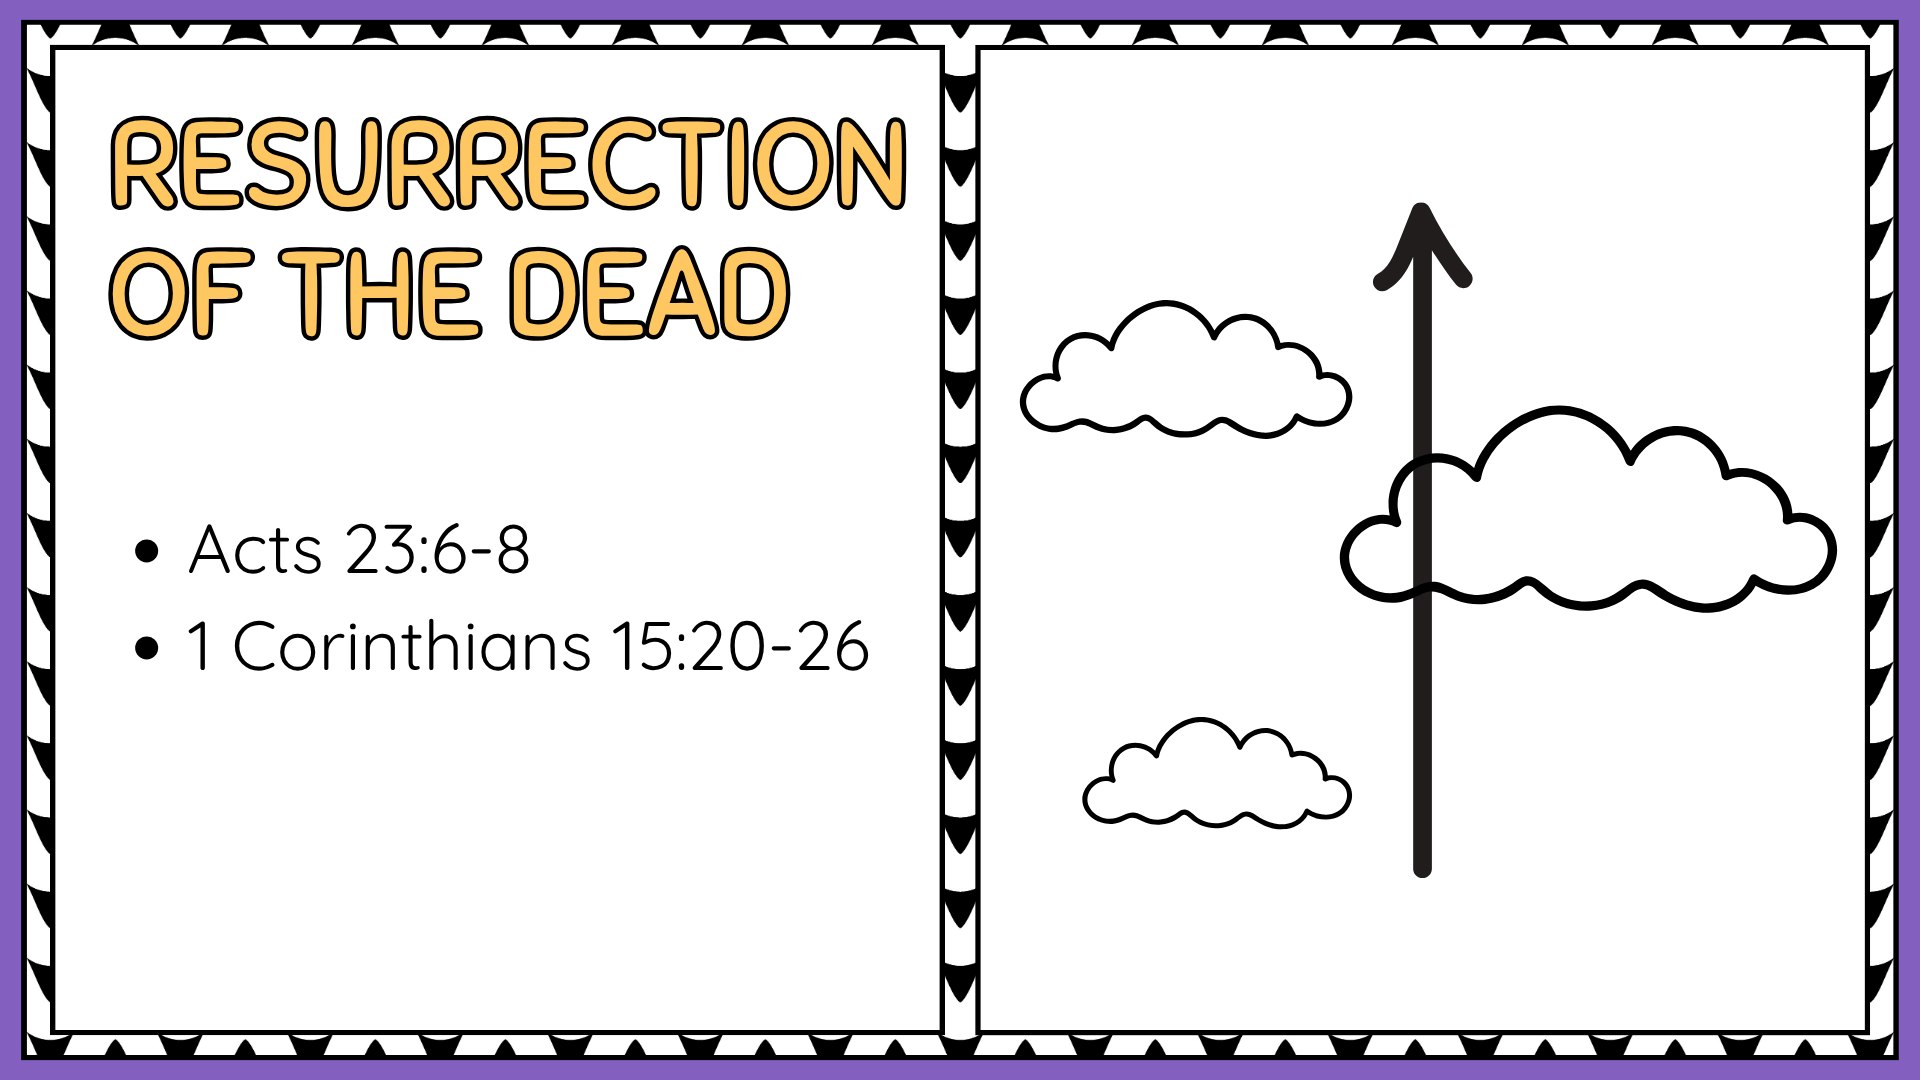 RESURRECTION
OF THE DEAD
• Acts 23:6-8
• 1 Corinthians 15:20-26